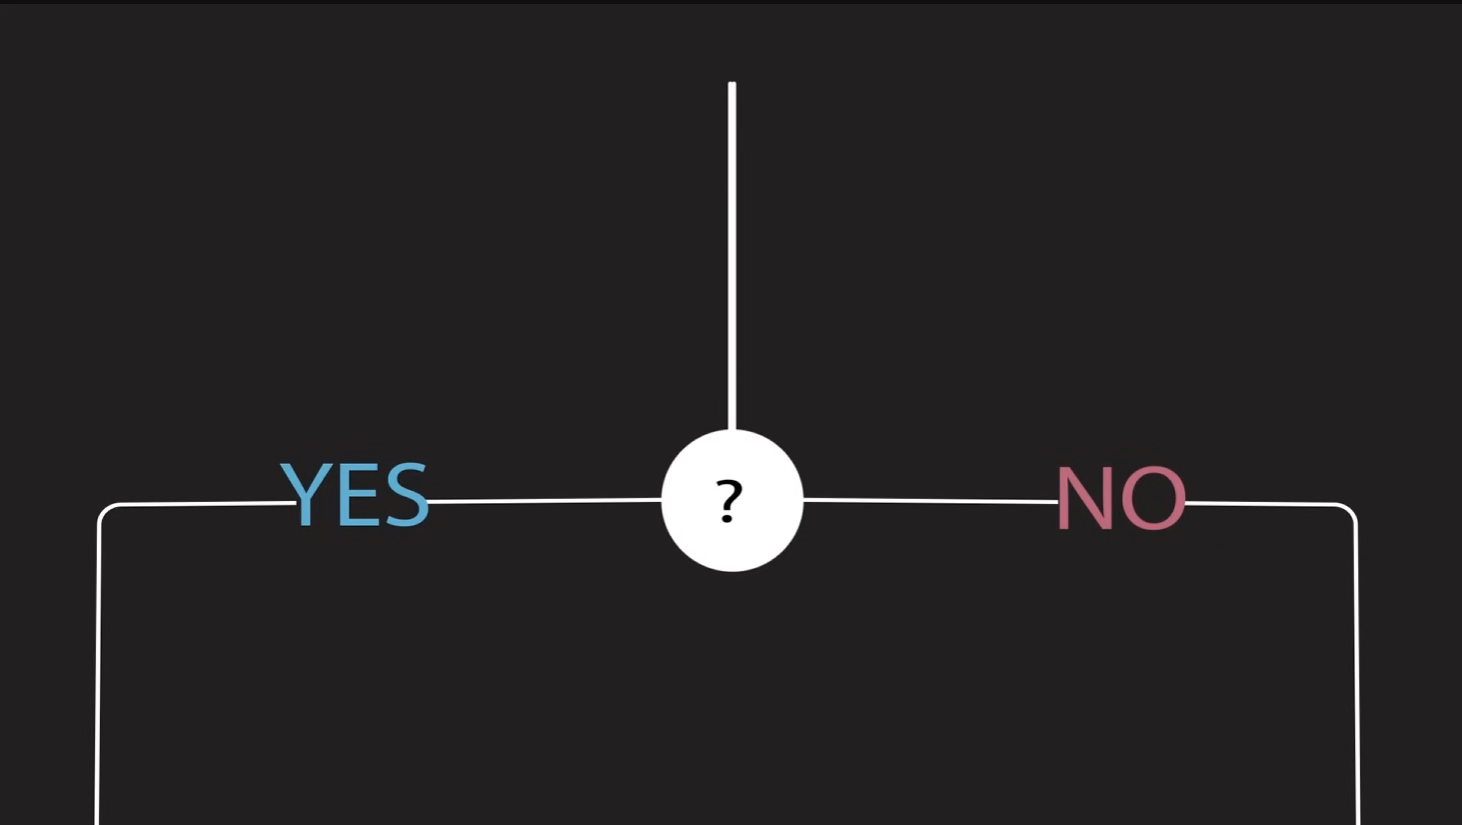 YES ? NO